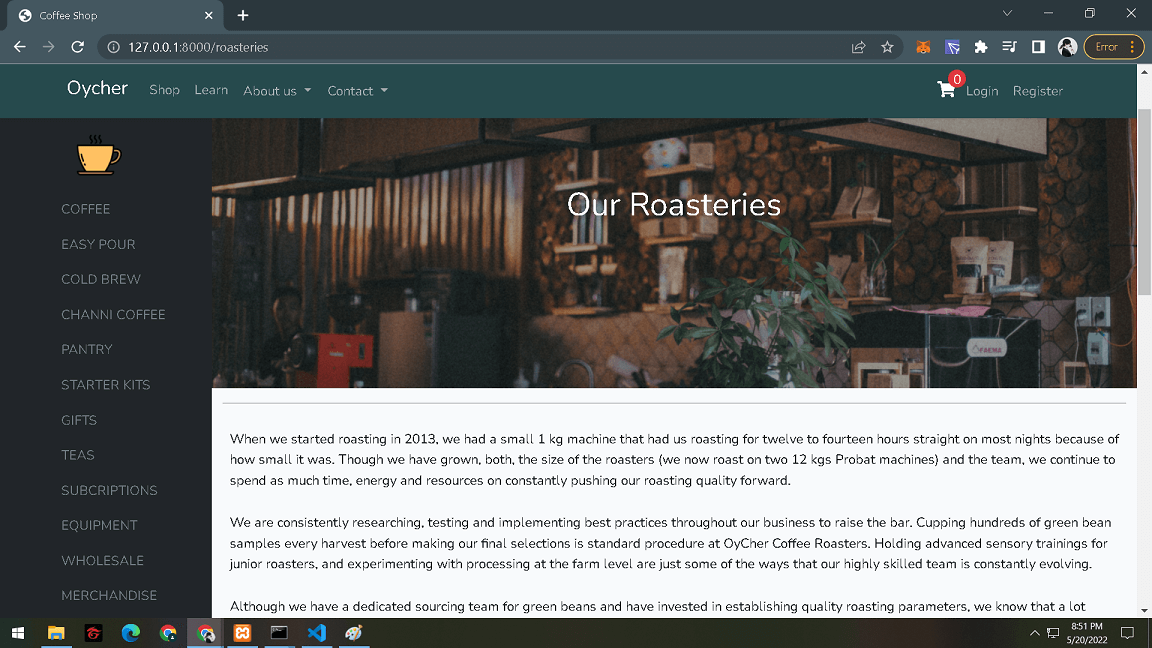 Coffee Shop
127.0.0.1:8000/roasteries
Error
Oycher
Shop
Learn
About us
Contact
0
Login
Register
COFFEE
EASY POUR
COLD BREW
CHANNI COFFEE
PANTRY
STARTER KITS
GIFTS
TEAS
SUBCRIPTIONS
EQUIPMENT
WHOLESALE
MERCHANDISE
Our Roasteries
FAEMA
When we started roasting in 2013, we had a small 1 kg machine that had us roasting for twelve to fourteen hours straight on most nights because of
how small it was. Though we have grown, both, the size of the roasters (we now roast on two 12 kgs Probat machines) and the team, we continue to
spend as much time, energy and resources on constantly pushing our roasting quality forward.
We are consistently researching, testing and implementing best practices throughout our business to raise the bar. Cupping hundreds of green bean
samples every harvest before making our final selections is standard procedure at OyCher Coffee Roasters. Holding advanced sensory trainings for
junior roasters, and experimenting with processing at the farm level are just some of the ways that our highly skilled team is constantly evolving.
Although we have a dedicated sourcing team for green beans and have invested in establishing quality roasting parameters, we know that a lot
8:51 PM
5/20/2022